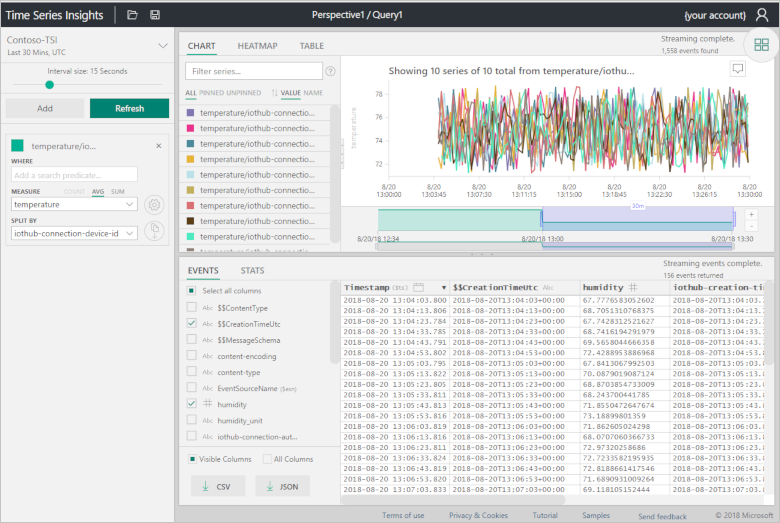 Time Series Insights
Perspective1 / Query1
{your account}
Contoso-TSI
Last 30 Mins, UTC
Interval size: 15 Seconds
Add
Refresh
temperature/io...
WHERE
Add a search predicate...
MEASURE COUNT AVG SUM
temperature
SPLIT BY
iothub-connection-device-id
CHART HEATMAP TABLE
Streaming complete.
1,558 events found
Filter series...
ALL PINNED UNPINNED VALUE NAME
temperature/iothub-connectio...
temperature/iothub-connectio...
temperature/iothub-connectio...
temperature/iothub-connectio...
temperature/iothub-connectio...
temperature/iothub-connectio...
temperature/iothub-connectio...
temperature/iothub-connectio...
temperature/iothub-connectio...
temperature/iothub-connectio...
Showing 10 series of 10 total from temperature/iothu...
temperature
78
76
74
72
8/20 13:00:00
8/20 13:03:45
8/20 13:07:30
8/20 13:11:15
8/20 13:15:00
8/20 13:18:45
8/20 13:22:30
8/20 13:26:15
8/20 13:30:00
30m
8/20/18 12:34
8/20/18 13:00
8/20/18 13:30
EVENTS STATS
Streaming events complete.
156 events returned
Select all columns
Abc $$ContentType
Abc $$CreationTimeUtc
Abc $$MessageSchema
Abc content-encoding
Abc content-type
Abc EventSourceName ($esn)
humidity
Abc humidity_unit
Abc iothub-connection-aut...
Visible Columns All Columns
CSV JSON
Timestamp ($ts) $$CreationTimeUtc Abc humidity iothub-creation-ti
2018-08-20 13:04:03.800 2018-08-20T13:04:03+00:00 67.7776583052602 2018-08-20T13:04:03.
2018-08-20 13:04:13.806 2018-08-20T13:04:13+00:00 68.7051310768375 2018-08-20T13:04:13.
2018-08-20 13:04:23.784 2018-08-20T13:04:23+00:00 67.7428312521627 2018-08-20T13:04:23.
2018-08-20 13:04:33.785 2018-08-20T13:04:33+00:00 68.7416194291979 2018-08-20T13:04:33.
2018-08-20 13:04:43.791 2018-08-20T13:04:43+00:00 69.5658044666358 2018-08-20T13:04:43.
2018-08-20 13:04:53.802 2018-08-20T13:04:53+00:00 72.4288953886968 2018-08-20T13:04:53.
2018-08-20 13:05:03.795 2018-08-20T13:05:03+00:00 67.8413067992503 2018-08-20T13:05:03.
2018-08-20 13:05:13.822 2018-08-20T13:05:13+00:00 70.0879019087124 2018-08-20T13:05:13.
2018-08-20 13:05:23.808 2018-08-20T13:05:23+00:00 68.8703854733009 2018-08-20T13:05:23.
2018-08-20 13:05:33.811 2018-08-20T13:05:33+00:00 68.2437004417​85 2018-08-20T13:05:33.
2018-08-20 13:05:43.813 2018-08-20T13:05:43+00:00 71.8550472647674 2018-08-20T13:05:43.
2018-08-20 13:05:53.816 2018-08-20T13:05:53+00:00 73.18899801359 2018-08-20T13:05:53.
2018-08-20 13:06:03.816 2018-08-20T13:06:03+00:00 71.862605024298 2018-08-20T13:06:03.
2018-08-20 13:06:13.816 2018-08-20T13:06:13+00:00 68.0707060366733 2018-08-20T13:06:13.
2018-08-20 13:06:23.814 2018-08-20T13:06:23+00:00 72.97320258686 2018-08-20T13:06:23.
2018-08-20 13:06:33.824 2018-08-20T13:06:33+00:00 72.7233582195935 2018-08-20T13:06:33.
2018-08-20 13:06:43.819 2018-08-20T13:06:43+00:00 72.8188661417546 2018-08-20T13:06:43.
2018-08-20 13:06:53.820 2018-08-20T13:06:53+00:00 71.6890931009264 2018-08-20T13:06:53.
2018-08-20 13:07:03.833 2018-08-20T13:07:03+00:00 69.118105152444 2018-08-20T13:07:03.
Terms of use Privacy & Cookies Tutorial Samples Send feedback © 2018 Microsoft